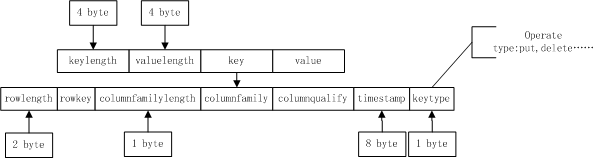 4 byte 4 byte
Operate
type:put,delete……
keylength valuelength key value
rowlength rowkey columnfamilylength columnfamily columnqualify timestamp keytype
2 byte 1 byte 8 byte 1 byte